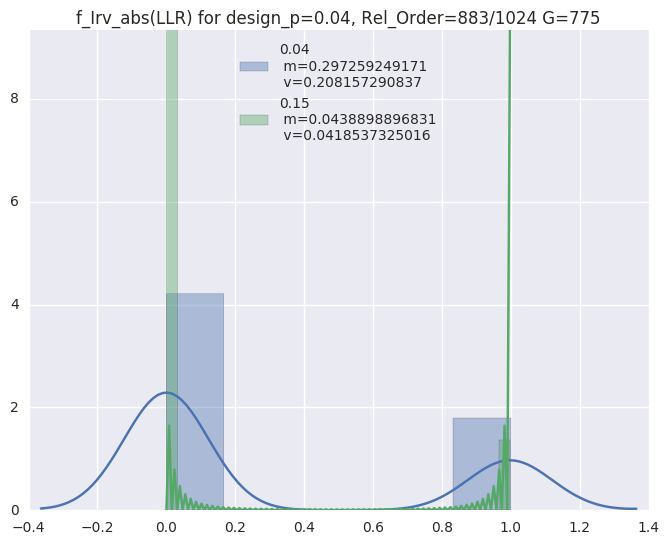 f_Irv_abs(LLR) for design_p=0.04, Rel_Order=883/1024 G=775
0.04
m=0.297259249171
v=0.208157290837
0.15
m=0.0438898896831
v=0.0418537325016
8
6
4
2
0
−0.4 −0.2 0.0 0.2 0.4 0.6 0.8 1.0 1.2 1.4